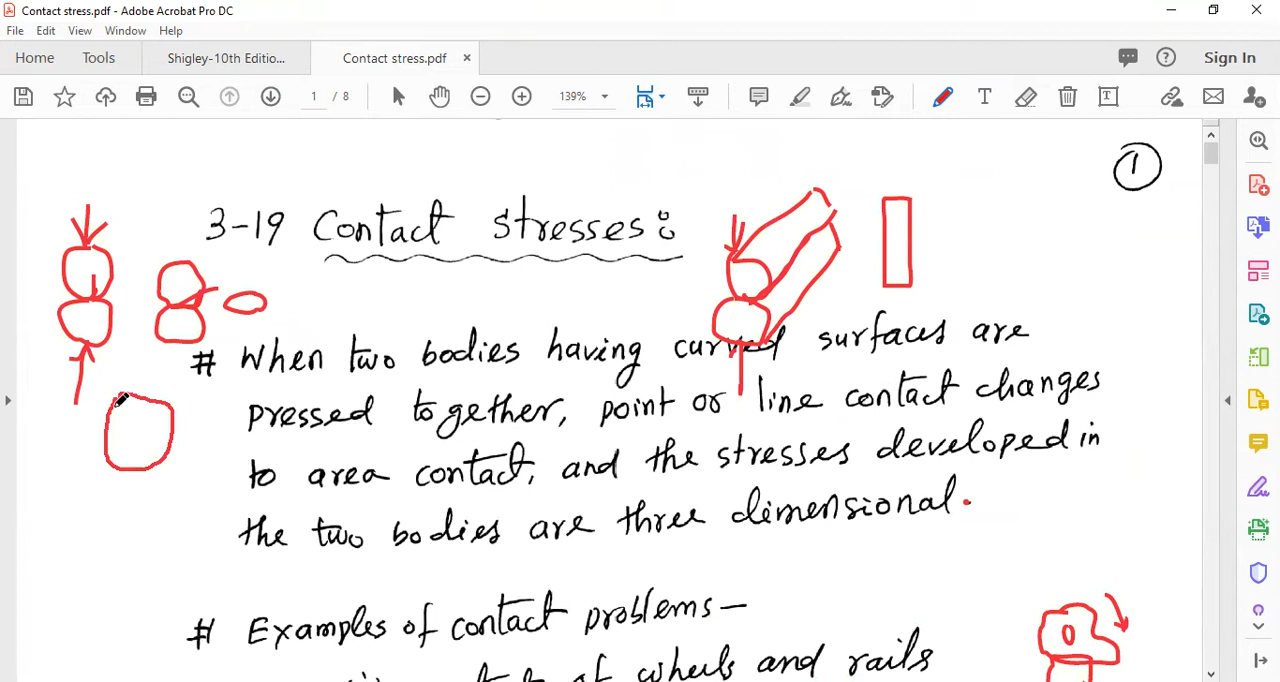 Contact stress.pdf - Adobe Acrobat Pro DC
File Edit View Window Help
Home Tools Shigley-10th Editio... Contact stress.pdf ×
1 / 8 139% Sign In
1
3-19 Contact stresses:
# When two bodies having curved surfaces are
pressed together, point or line contact changes
to area contact, and the stresses developed in
the two bodies are three dimensional.
# Examples of contact problems—
of wheels and rails